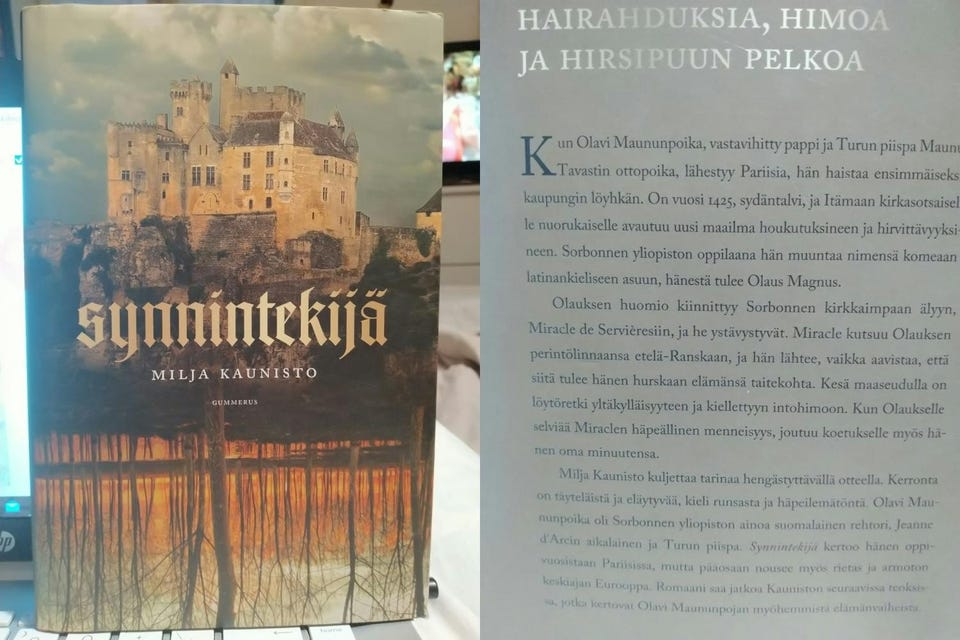 synnintekijä
MILJA KAUNISTO
GUMMERUS
hp
home
HAIRAHDUKSIA, HIMOA
JA HIRSIPUUN PELKOA
Kun Olavi Maununpoika, vastavihitty pappi ja Turun piispa Maunu
Tavastin ottopoika, lähestyy Pariisia, hän haistaa ensimmäiseks
kaupungin löyhkän. On vuosi 1425, sydäntalvi, ja Itämaan kirkasotsaisel
le nuorukaiselle avautuu uusi maailma houkutuksineen ja hirvittävyyksi-
neen. Sorbonnen yliopiston oppilaana hän muuntaa nimensä komeaan
latinankieliseen asuun, hänestä tulee Olaus Magnus.
Olauksen huomio kiinnittyy Sorbonnen kirkkaimpaan älyyn,
Miracle de Servièresiin, ja he ystävystyvät. Miracle kutsuu Olauksen
perintölinnaansa etelä-Ranskaan, ja hän lähtee, vaikka aavistaa, että
siitä tulee hänen hurskaan elämänsä taitekohta. Kesä maaseudulla on
löytöretki yltäkylläisyyteen ja kiellettyyn intohimoon. Kun Olaukselle
selviää Miraclen häpeällinen menneisyys, joutuu koetukselle myös hä-
nen oma minuutensa.
Milja Kaunisto kuljettaa tarinaa hengästyttävällä otteella. Kerronta
on täyteläistä ja eläytyvää, kieli runsasta ja häpeilemätöntä. Olavi Mau-
nunpoika oli Sorbonnen yliopiston ainoa suomalainen rehtori, Jeanne
d'Arcin aikalainen ja Turun piispa. Synnintekijä kertoo hänen oppi-
vuosistaan Pariisissa, mutta pääosaan nousee myös rietas ja armoton
keskiajan Eurooppa. Romaani saa jatkoa Kauniston seuraavissa teoksis-
sa, jotka kertovat Olavi Maununpojan myöhemmistä elämänvaiheista.